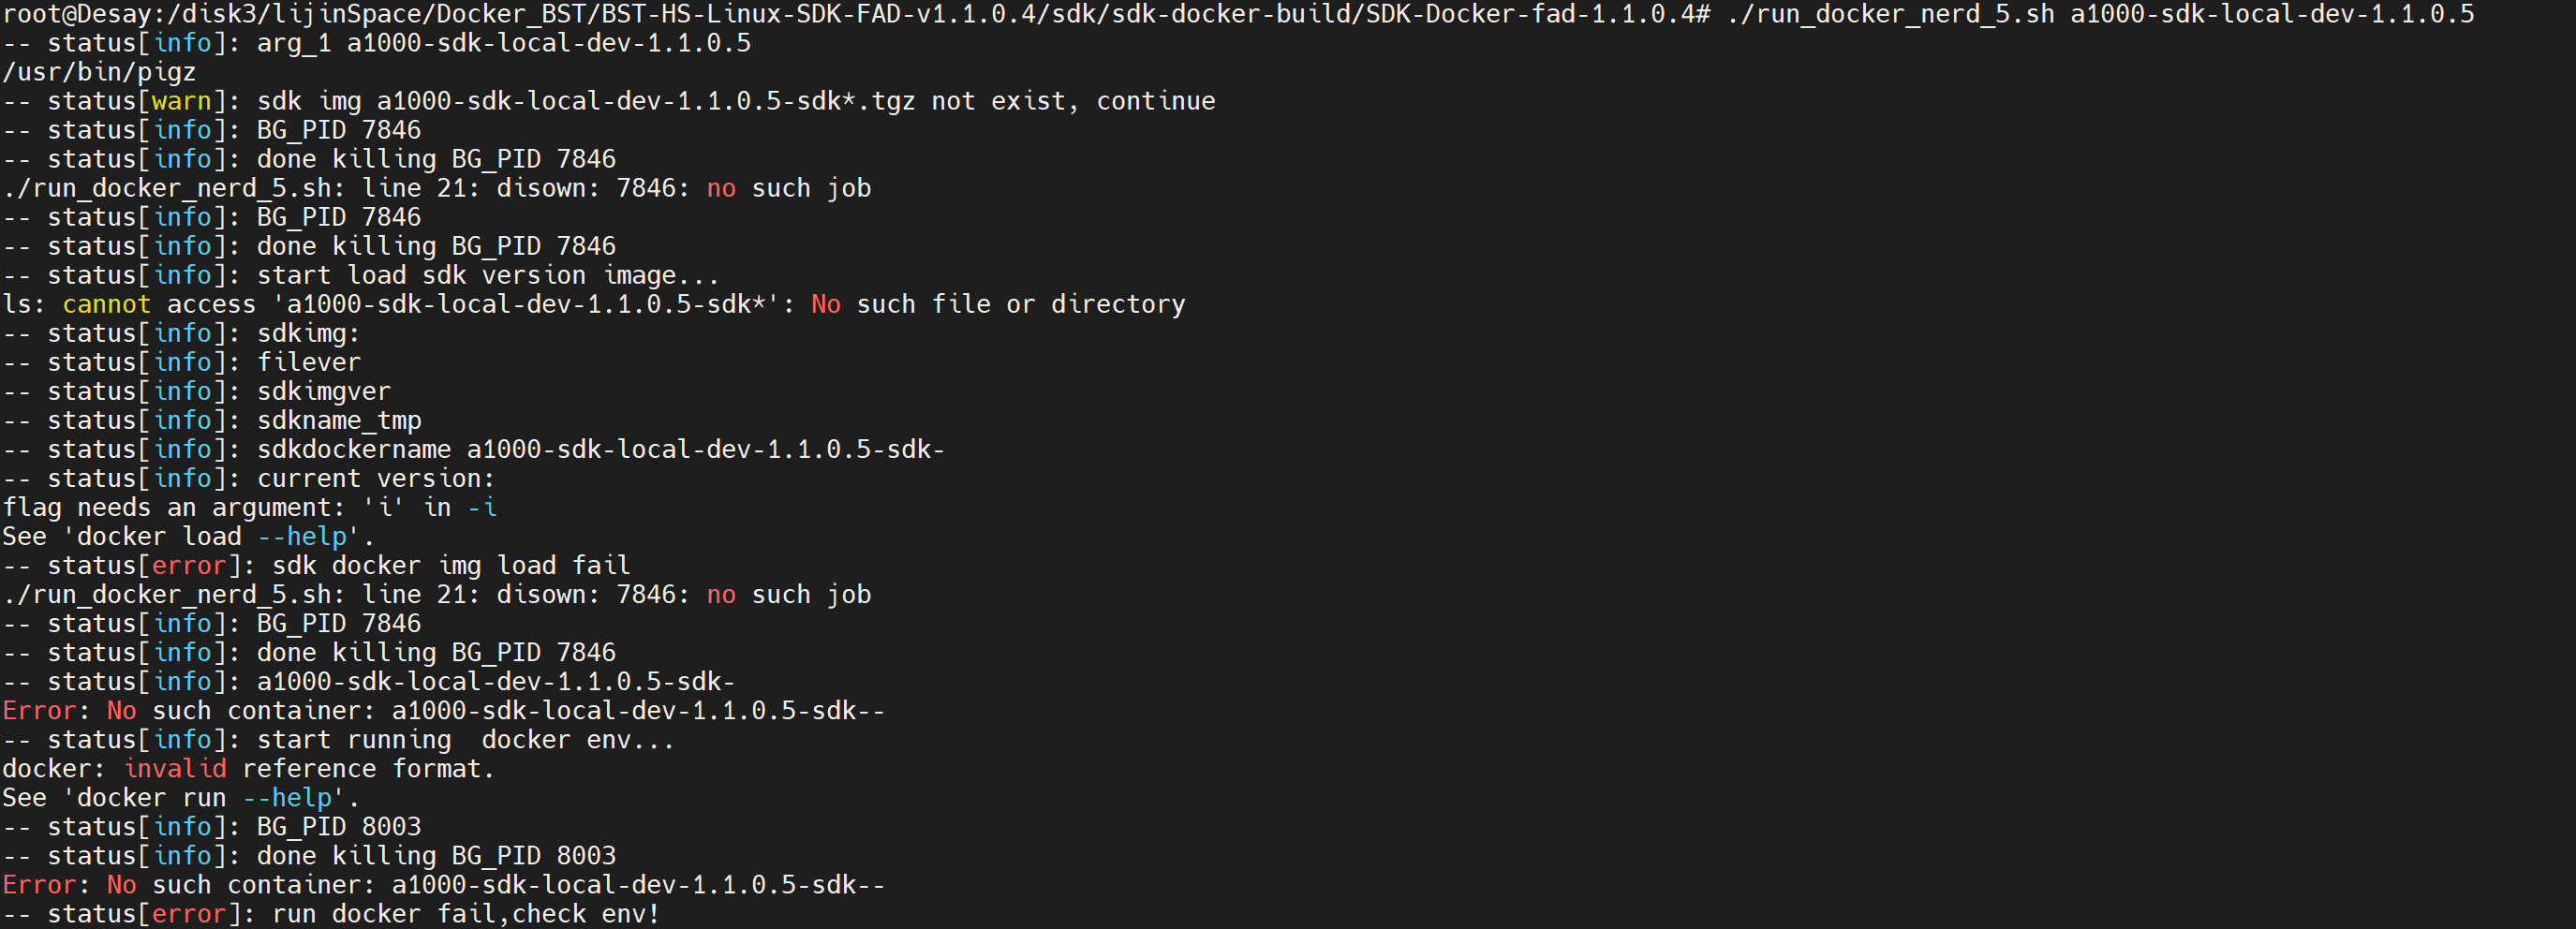 root@Desay:/disk3/lijinSpace/Docker_BST/BST-HS-Linux-SDK-FAD-v1.1.0.4/sdk/sdk-docker-build/SDK-Docker-fad-1.1.0.4# ./run_docker_nerd_5.sh a1000-sdk-local-dev-1.1.0.5
-- status[info]: arg_1 a1000-sdk-local-dev-1.1.0.5
/usr/bin/pigz
-- status[warn]: sdk img a1000-sdk-local-dev-1.1.0.5-sdk*.tgz not exist, continue
-- status[info]: BG_PID 7846
-- status[info]: done killing BG_PID 7846
./run_docker_nerd_5.sh: line 21: disown: 7846: no such job
-- status[info]: BG_PID 7846
-- status[info]: done killing BG_PID 7846
-- status[info]: start load sdk version image...
ls: cannot access 'a1000-sdk-local-dev-1.1.0.5-sdk*': No such file or directory
-- status[info]: sdkimg:
-- status[info]: filever
-- status[info]: sdkimgver
-- status[info]: sdkname_tmp
-- status[info]: sdkdockername a1000-sdk-local-dev-1.1.0.5-sdk-
-- status[info]: current version:
flag needs an argument: 'i' in -i
See 'docker load --help'.
-- status[error]: sdk docker img load fail
./run_docker_nerd_5.sh: line 21: disown: 7846: no such job
-- status[info]: BG_PID 7846
-- status[info]: done killing BG_PID 7846
-- status[info]: a1000-sdk-local-dev-1.1.0.5-sdk-
Error: No such container: a1000-sdk-local-dev-1.1.0.5-sdk--
-- status[info]: start running  docker env...
docker: invalid reference format.
See 'docker run --help'.
-- status[info]: BG_PID 8003
-- status[info]: done killing BG_PID 8003
Error: No such container: a1000-sdk-local-dev-1.1.0.5-sdk--
-- status[error]: run docker fail,check env!